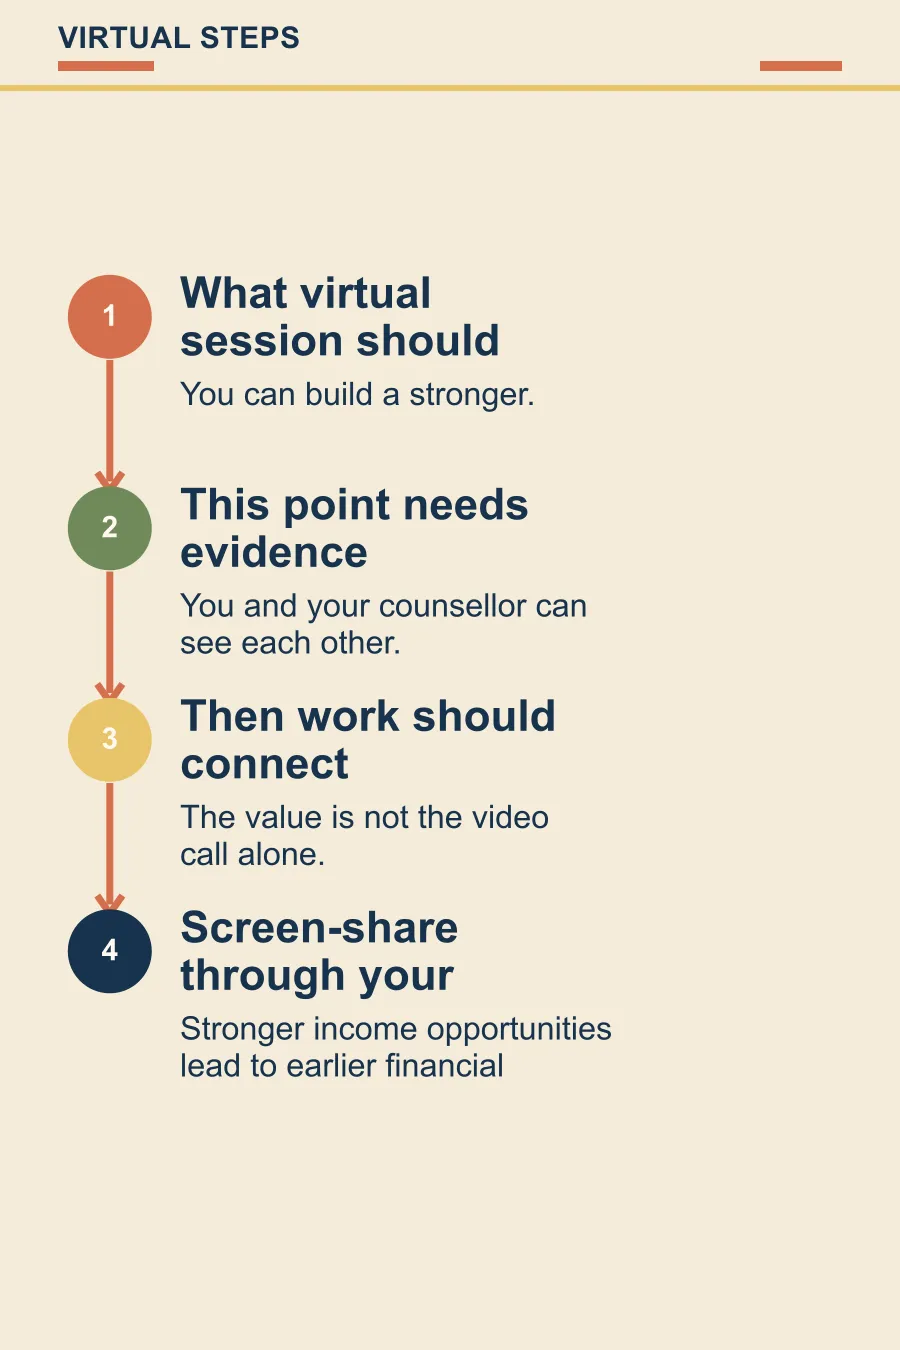 VIRTUAL STEPS
1
What virtual
session should
You can build a stronger.
2
This point needs
evidence
You and your counsellor can
see each other.
3
Then work should
connect
The value is not the video
call alone.
4
Screen-share
through your
Stronger income opportunities
lead to earlier financial